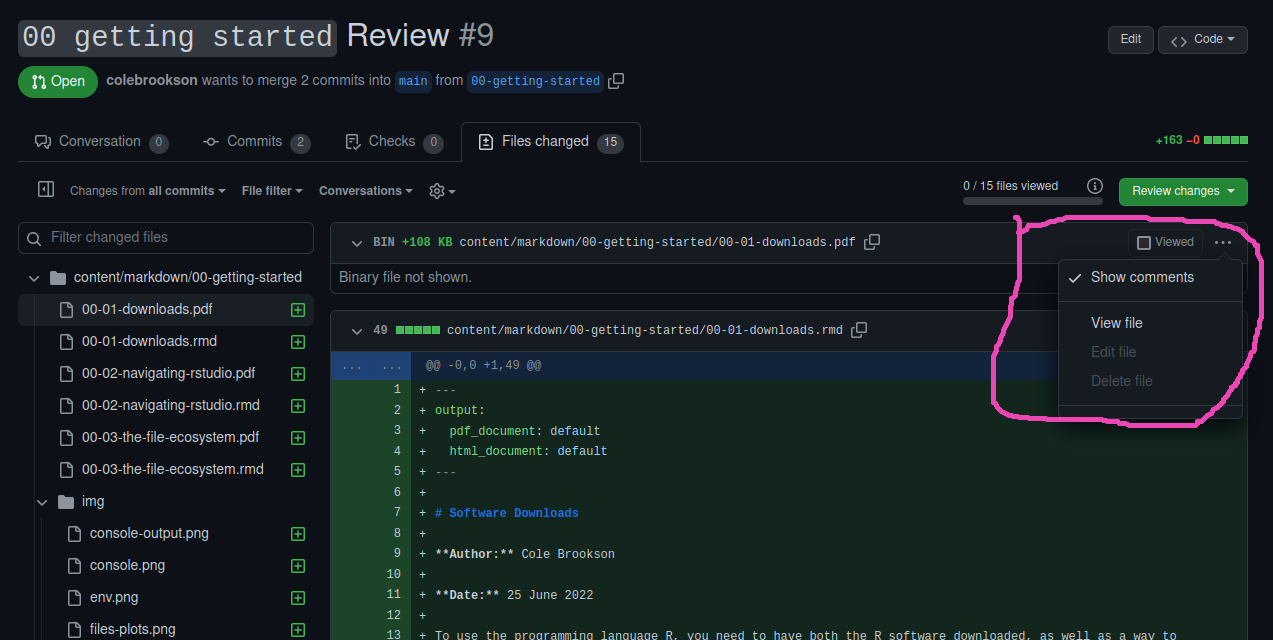 00 getting started Review #9
Edit
Code
Open
colebrookson wants to merge 2 commits into main from 00-getting-started
Conversation 0
Commits 2
Checks 0
Files changed 15
+163 −0
Changes from all commits
File filter
Conversations
0 / 15 files viewed
Review changes
Filter changed files
content/markdown/00-getting-started
00-01-downloads.pdf
00-01-downloads.rmd
00-02-navigating-rstudio.pdf
00-02-navigating-rstudio.rmd
00-03-the-file-ecosystem.pdf
00-03-the-file-ecosystem.rmd
img
console-output.png
console.png
env.png
files-plots.png
BIN +108 KB content/markdown/00-getting-started/00-01-downloads.pdf
Viewed
...
Binary file not shown.
Show comments
View file
Edit file
Delete file
49 content/markdown/00-getting-started/00-01-downloads.rmd
... ... @@ -0,0 +1,49 @@
1 + ---
2 + output:
3 + pdf_document: default
4 + html_document: default
5 + ---
6 +
7 + # Software Downloads
8 +
9 + **Author:** Cole Brookson
10 +
11 + **Date:** 25 June 2022
12 +
13 + To use the programming language R, you need to have both the R software downloaded, as well as a way to